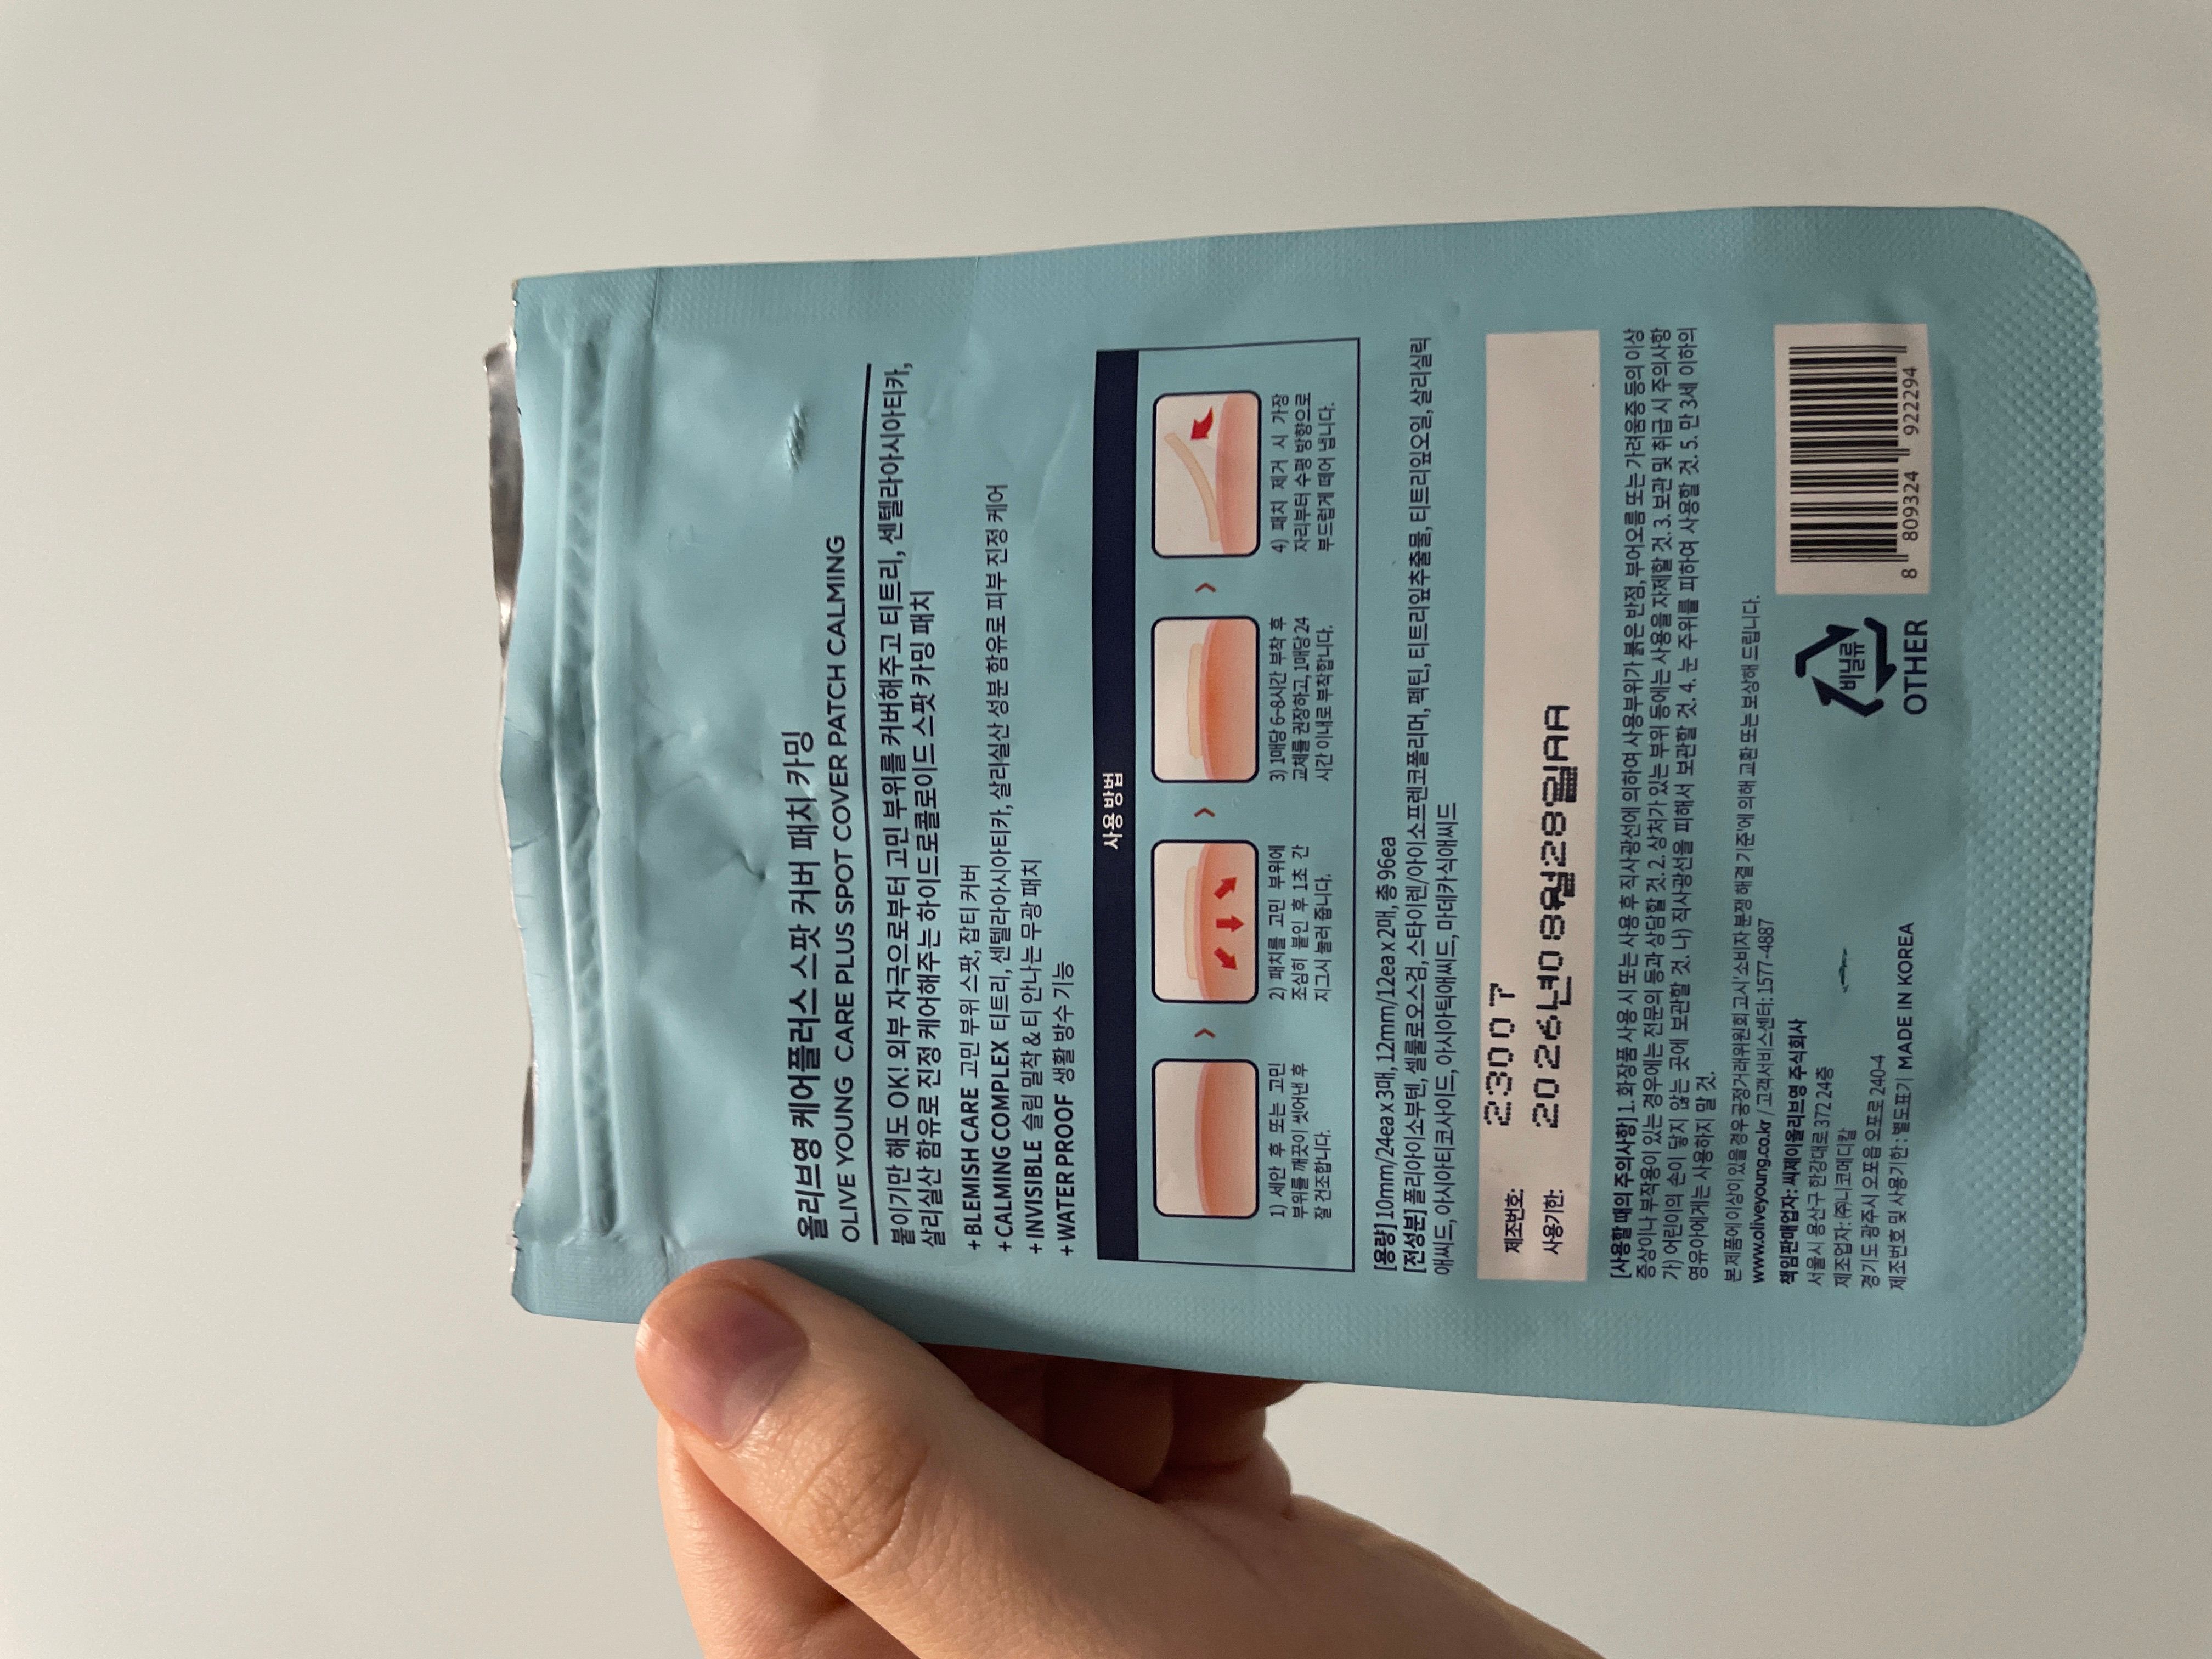 올리브영 케어플러스 스팟 커버 패치 카밍
OLIVE YOUNG CARE PLUS SPOT COVER PATCH CALMING
붙이기만 해도 OK! 외부 자극으로부터 고민 부위를 커버해주고 티트리, 센텔라아시아티카,
살리실산 함유로 진정 케어해주는 하이드로콜로이드 스팟 카밍 패치
+ BLEMISH CARE 고민 부위 스팟, 잡티 커버
+ CALMING COMPLEX 티트리, 센텔라아시아티카, 살리실산 성분 함유로 피부 진정 케어
+ INVISIBLE 슬림 밀착 & 티 안나는 무광 패치
+ WATER PROOF 생활 방수 기능
사용 방법
1) 세안 후 또는 고민
부위를 깨끗이 씻어낸 후
잘 건조합니다.
2) 패치를 고민 부위에
조심히 붙인 후 1초 간
지그시 눌러 줍니다.
3) 1매당 6~8시간 부착 후
교체를 권장하고, 1매당 24
시간 이내로 부착합니다.
4) 패치 제거 시 가장
자리부터 수평 방향으로
부드럽게 떼어 냅니다.
[용량] 10mm/24ea x 3매, 12mm/12ea x 2매, 총 96ea
[전성분] 폴리아이소부텐, 셀룰로오스검, 스타이렌/아이소프렌코폴리머, 펙틴, 티트리잎추출물, 티트리잎오일, 살리실릭
애씨드, 아시아티코사이드, 아시아틱애씨드, 마데카식애씨드
제조번호: 23007
사용기한: 2026년08월28일AA
[사용할 때의 주의사항] 1. 화장품 사용 시 또는 사용 후 직사광선에 의하여 사용부위가 붉은 반점, 부어오름 또는 가려움증 등의 이상
증상이나 부작용이 있는 경우에는 전문의 등과 상담할 것. 2. 상처가 있는 부위 등에는 사용을 자제할 것. 3. 보관 및 취급 시 주의사항
가) 어린이의 손이 닿지 않는 곳에 보관할 것. 나) 직사광선을 피해서 보관할 것. 4. 눈 주위를 피하여 사용할 것. 5. 만 3세 이하의
영유아에게는 사용하지 말 것.
본 제품에 이상이 있을 경우 공정거래위원회 고시 '소비자 분쟁 해결 기준'에 의해 교환 또는 보상해 드립니다.
www.oliveyoung.co.kr / 고객서비스센터: 1577-4887
책임판매업자: 씨제이올리브영 주식회사
서울시 용산구 한강대로 372 24층
제조업자: (주)니코메디칼
경기도 광주시 오포읍 오포로 240-4
제조번호 및 사용기한 : 별도표기 MADE IN KOREA
비닐류
OTHER
8 809324 922294